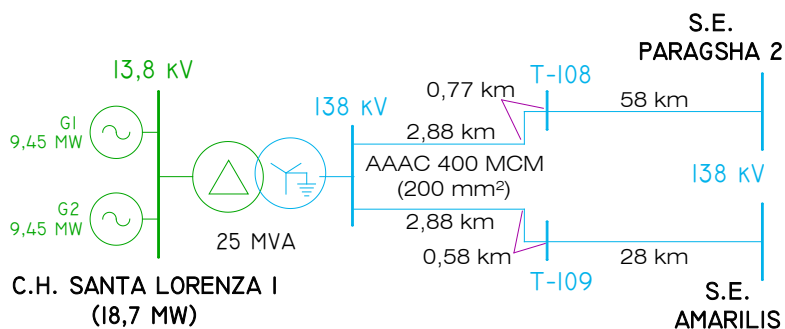 S.E.
PARAGSHA 2
13,8 KV
T-108
0,77 km
58 km
138 KV
G1
9,45 MW
2,88 km
AAAC 400 MCM
(200 mm²)
138 KV
G2
9,45 MW
2,88 km
25 MVA
0,58 km
28 km
T-109
C.H. SANTA LORENZA I
(18,7 MW)
S.E.
AMARILIS